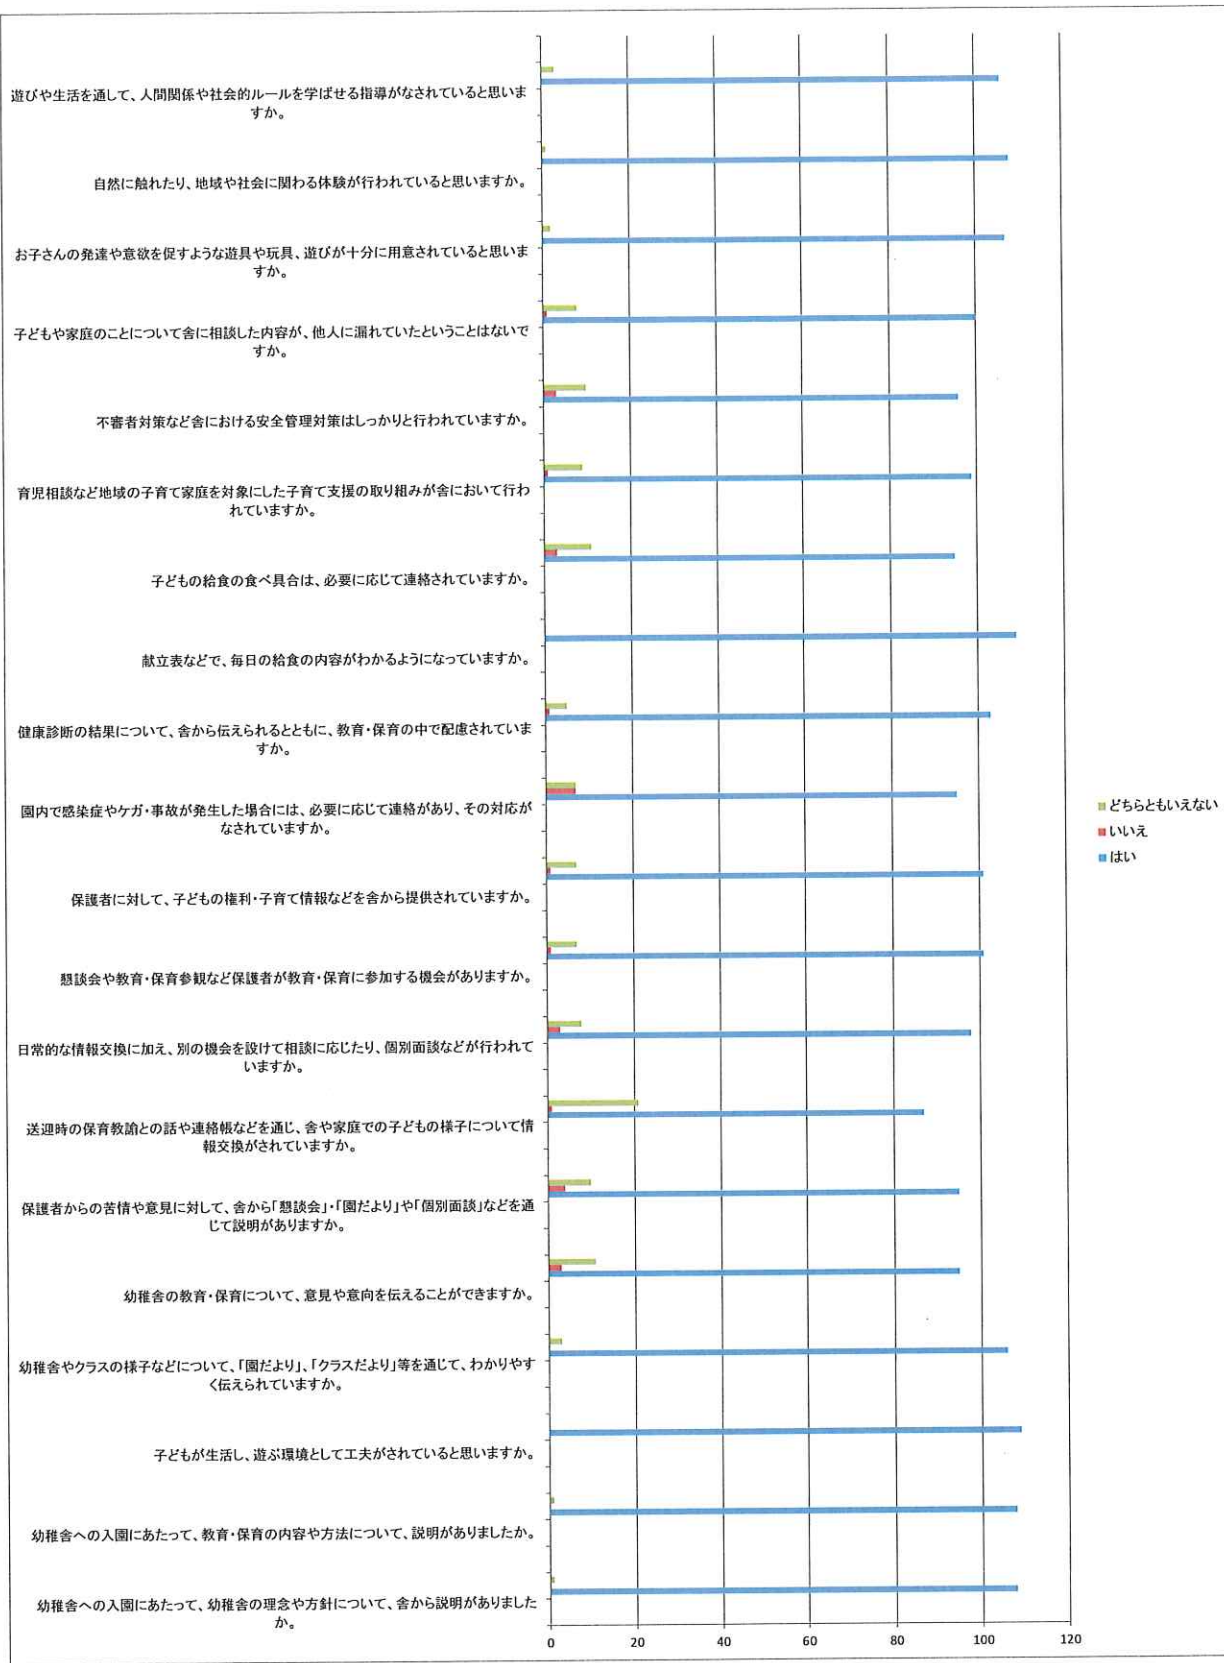 遊びや生活を通して、人間関係や社会的ルールを学ばせる指導がなされていると思いま
すか。
自然に触れたり、地域や社会に関わる体験が行われていると思いますか。
お子さんの発達や意欲を促すような遊具や玩具、遊びが十分に用意されていると思いま
すか。
子どもや家庭のことについて舎に相談した内容が、他人に漏れていたということはないで
すか。
不審者対策など舎における安全管理対策はしっかりと行われていますか。
育児相談など地域の子育て家庭を対象にした子育て支援の取り組みが舎において行わ
れていますか。
子どもの給食の食べ具合は、必要に応じて連絡されていますか。
献立表などで、毎日の給食の内容がわかるようになっていますか。
健康診断の結果について、舎から伝えられるとともに、教育・保育の中で配慮されていま
すか。
園内で感染症やケガ・事故が発生した場合には、必要に応じて連絡があり、その対応が
なされていますか。
保護者に対して、子どもの権利・子育て情報などを舎から提供されていますか。
懇談会や教育・保育参観など保護者が教育・保育に参加する機会がありますか。
日常的な情報交換に加え、別の機会を設けて相談に応じたり、個別面談などが行われて
いますか。
送迎時の保育教諭との話や連絡帳などを通じ、舎や家庭での子どもの様子について情
報交換がされていますか。
保護者からの苦情や意見に対して、舎から「懇談会」・「園だより」や「個別面談」などを通
じて説明がありますか。
幼稚舎の教育・保育について、意見や意向を伝えることができますか。
幼稚舎やクラスの様子などについて、「園だより」、「クラスだより」等を通じて、わかりやす
く伝えられていますか。
子どもが生活し、遊ぶ環境として工夫がされていると思いますか。
幼稚舎への入園にあたって、教育・保育の内容や方法について、説明がありましたか。
幼稚舎への入園にあたって、幼稚舎の理念や方針について、舎から説明がありました
か。
0 20 40 60 80 100 120
どちらともいえない
いいえ
はい